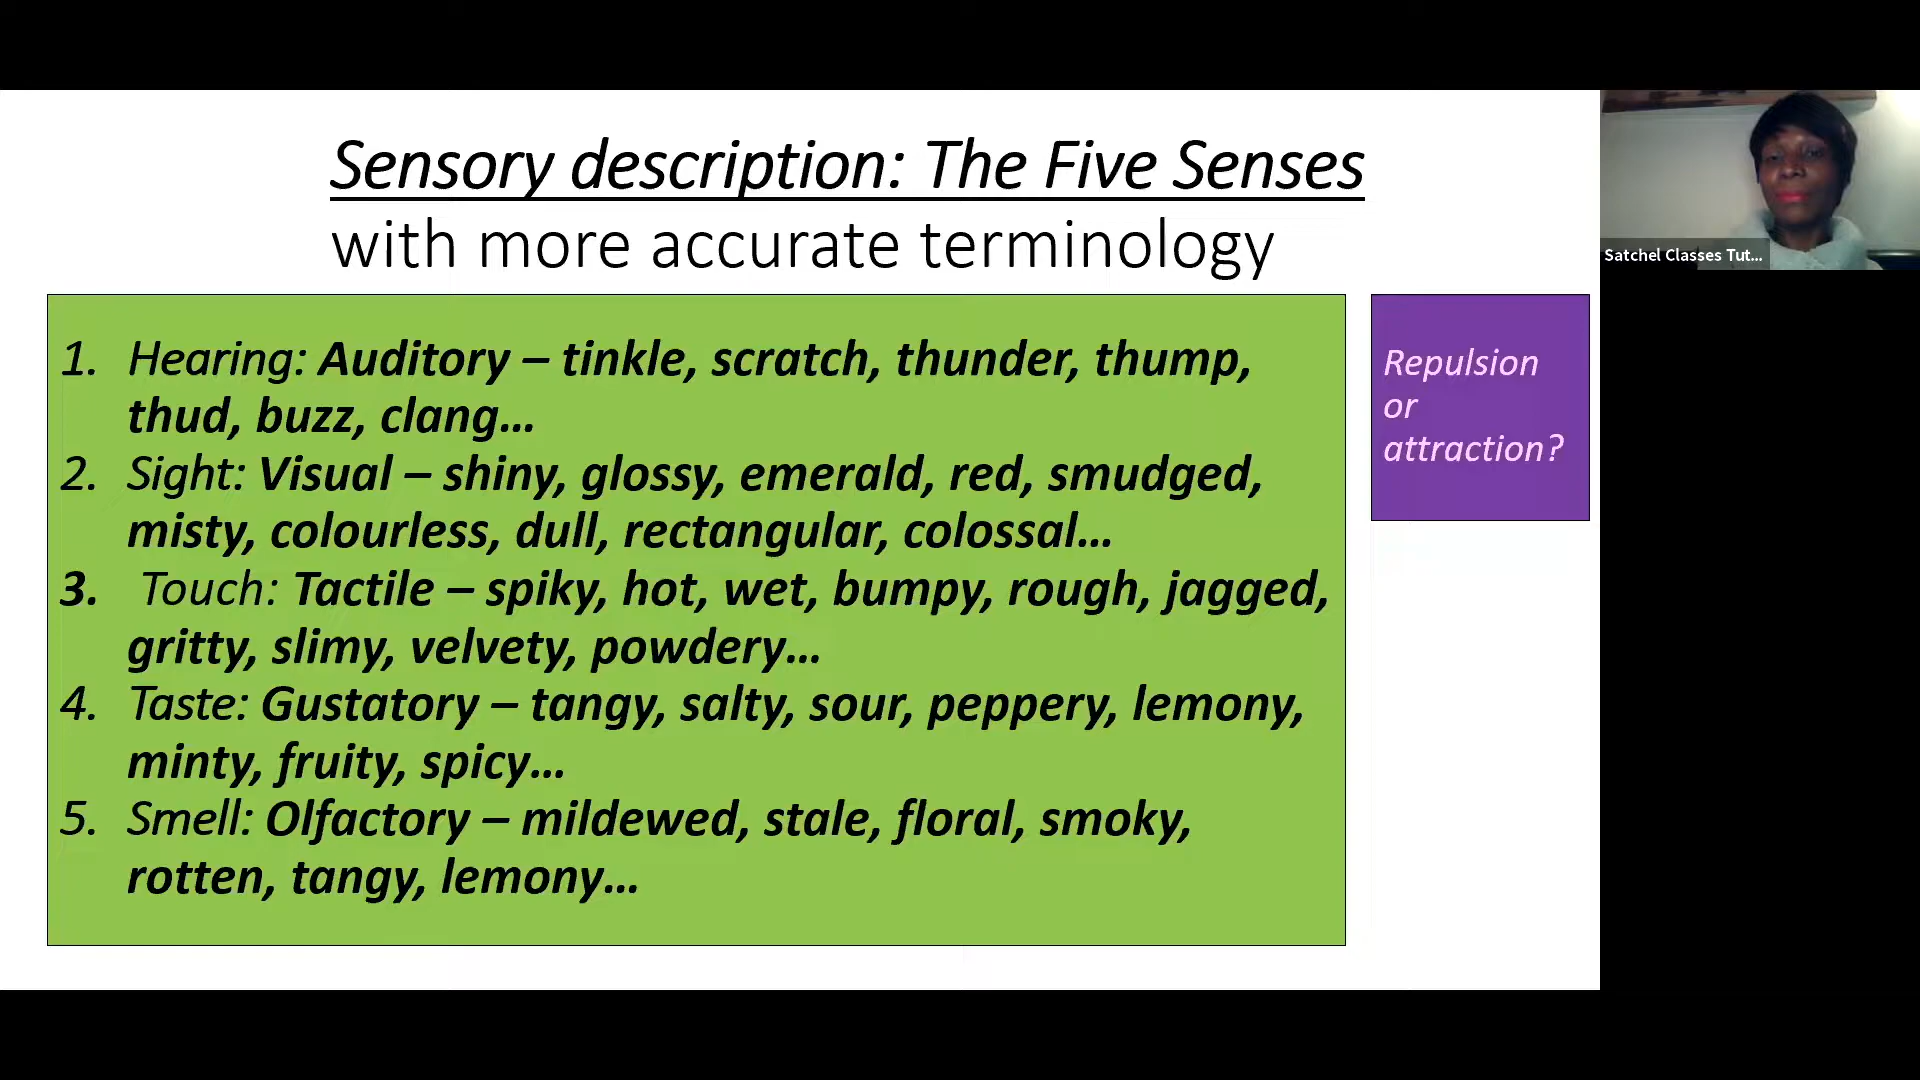 Sensory description: The Five Senses
with more accurate terminology
1. Hearing: Auditory – tinkle, scratch, thunder, thump,
thud, buzz, clang...
2. Sight: Visual – shiny, glossy, emerald, red, smudged,
misty, colourless, dull, rectangular, colossal...
3. Touch: Tactile – spiky, hot, wet, bumpy, rough, jagged,
gritty, slimy, velvety, powdery...
4. Taste: Gustatory – tangy, salty, sour, peppery, lemony,
minty, fruity, spicy...
5. Smell: Olfactory – mildewed, stale, floral, smoky,
rotten, tangy, lemony...
Repulsion
or
attraction?
Satchel Classes Tut...